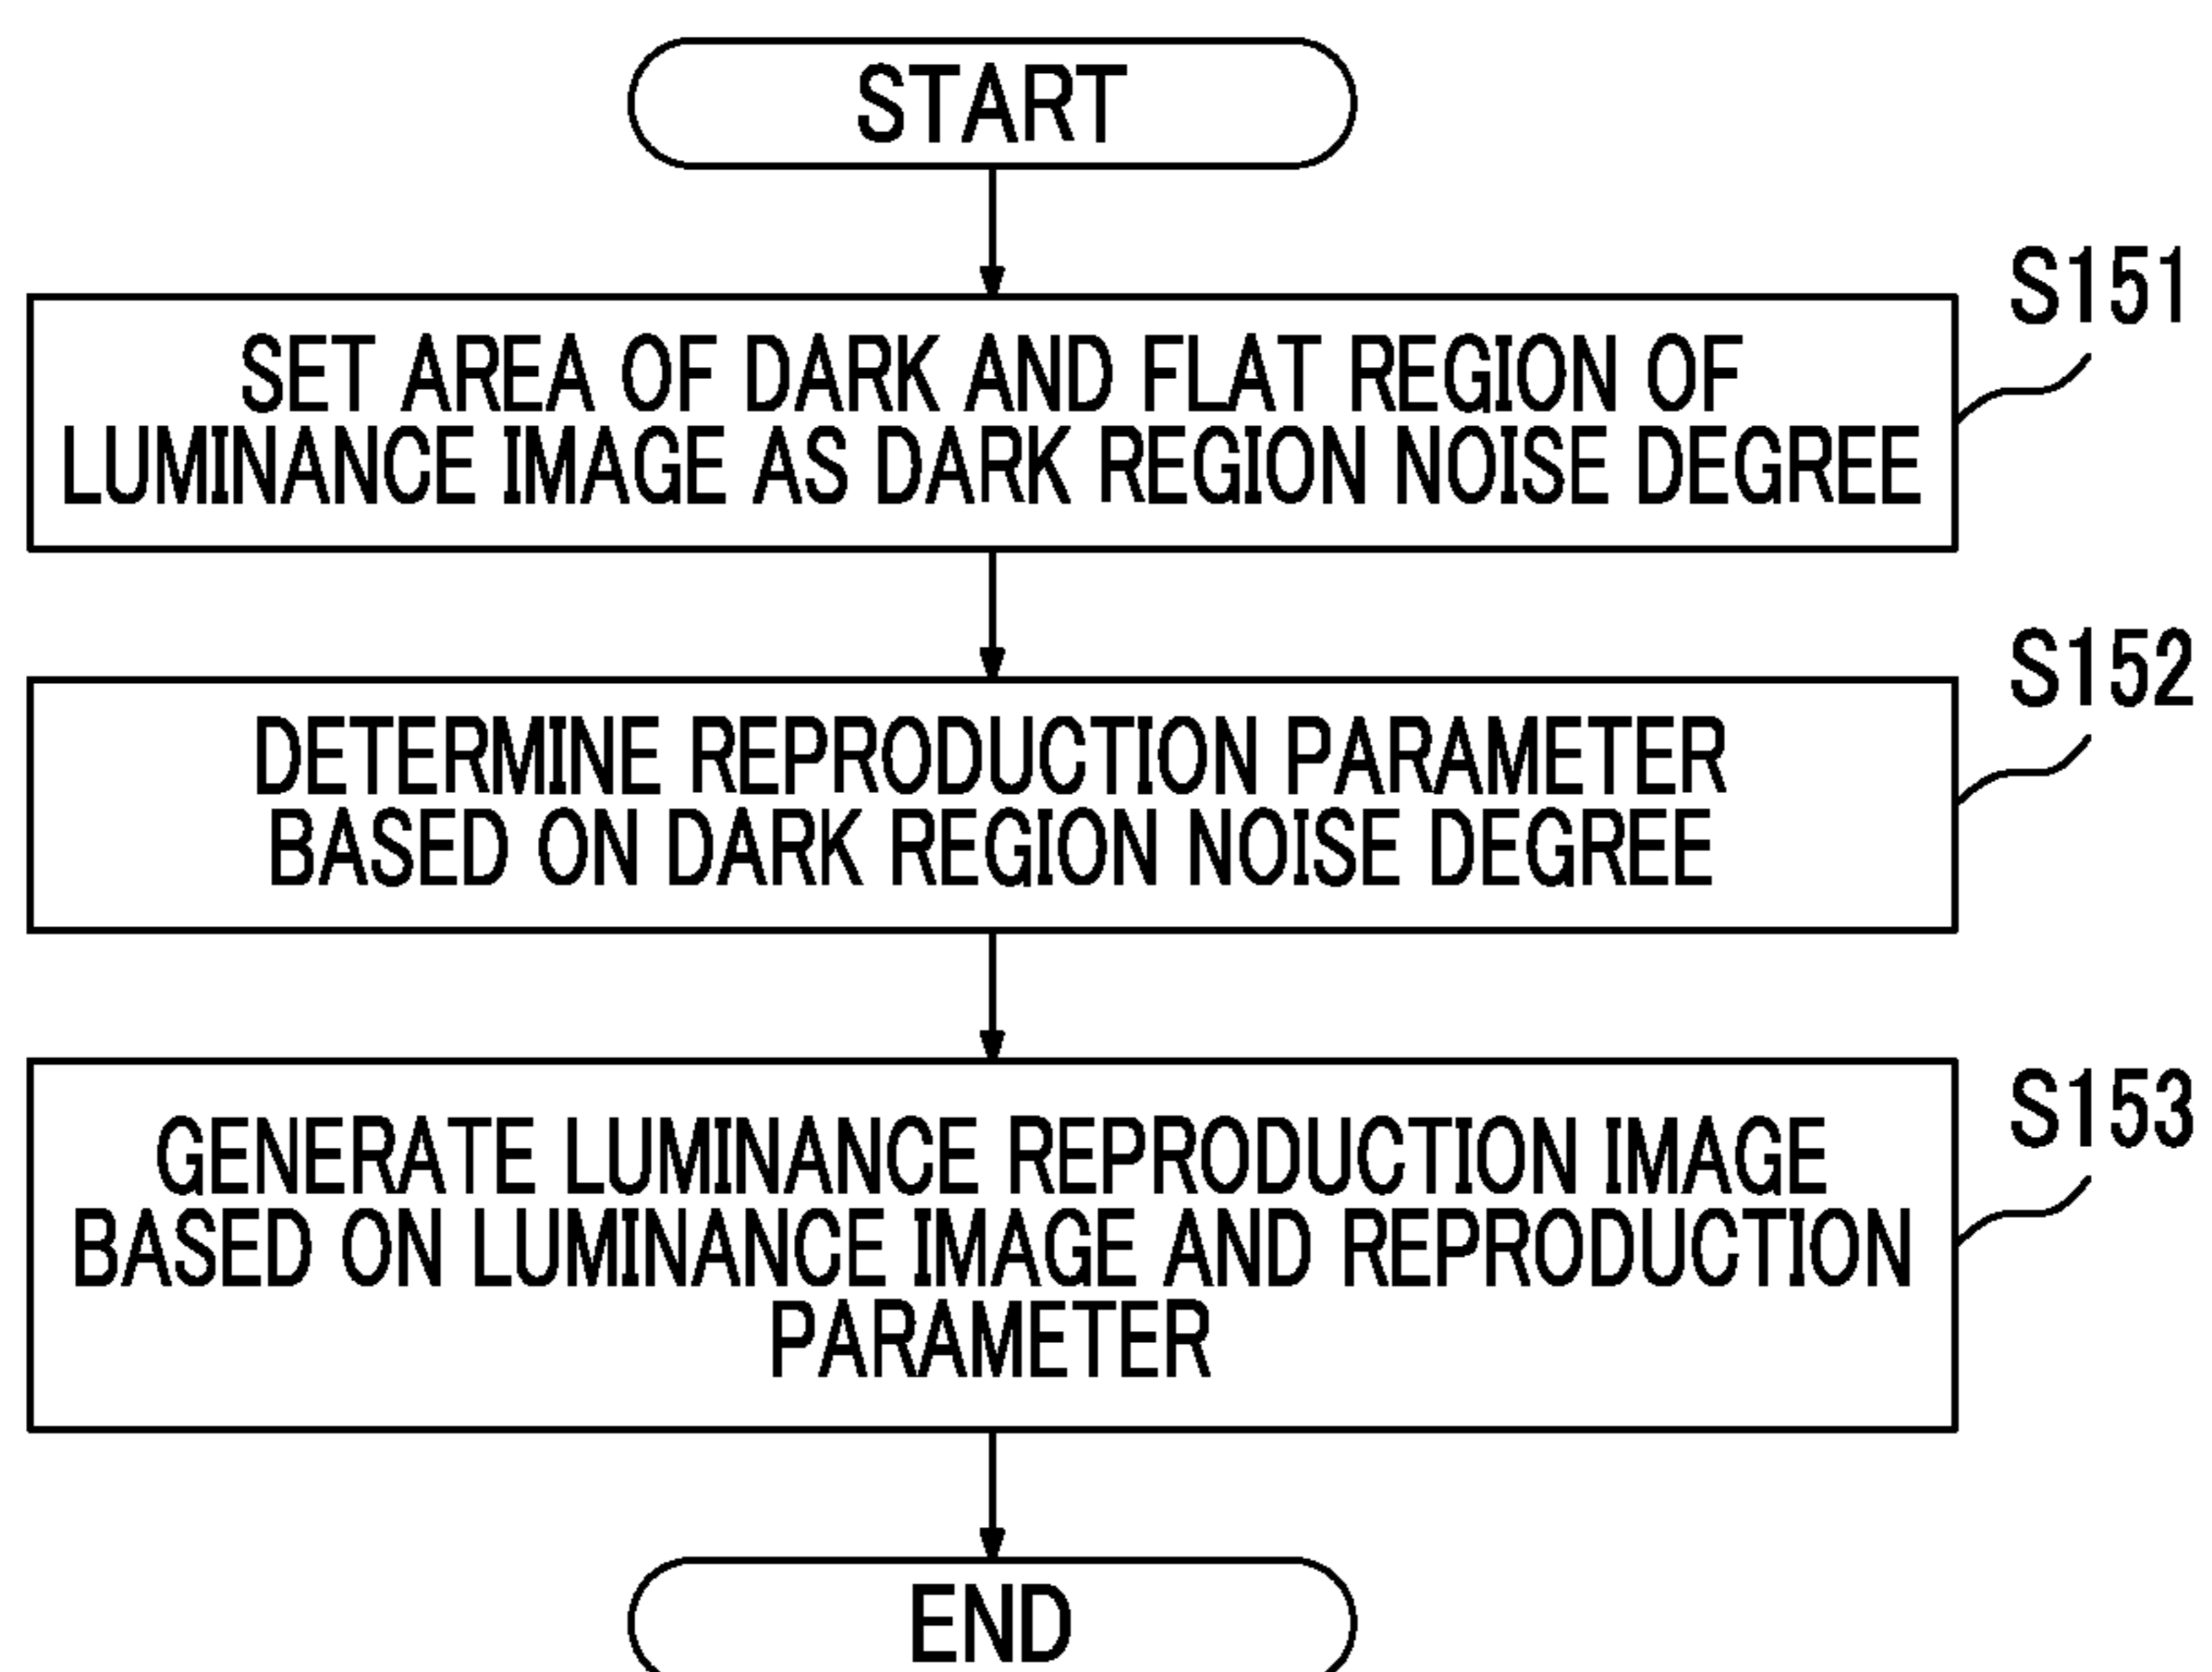 START
S151
SET AREA OF DARK AND FLAT REGION OF
LUMINANCE IMAGE AS DARK REGION NOISE DEGREE
S152
DETERMINE REPRODUCTION PARAMETER
BASED ON DARK REGION NOISE DEGREE
S153
GENERATE LUMINANCE REPRODUCTION IMAGE
BASED ON LUMINANCE IMAGE AND REPRODUCTION
PARAMETER
END